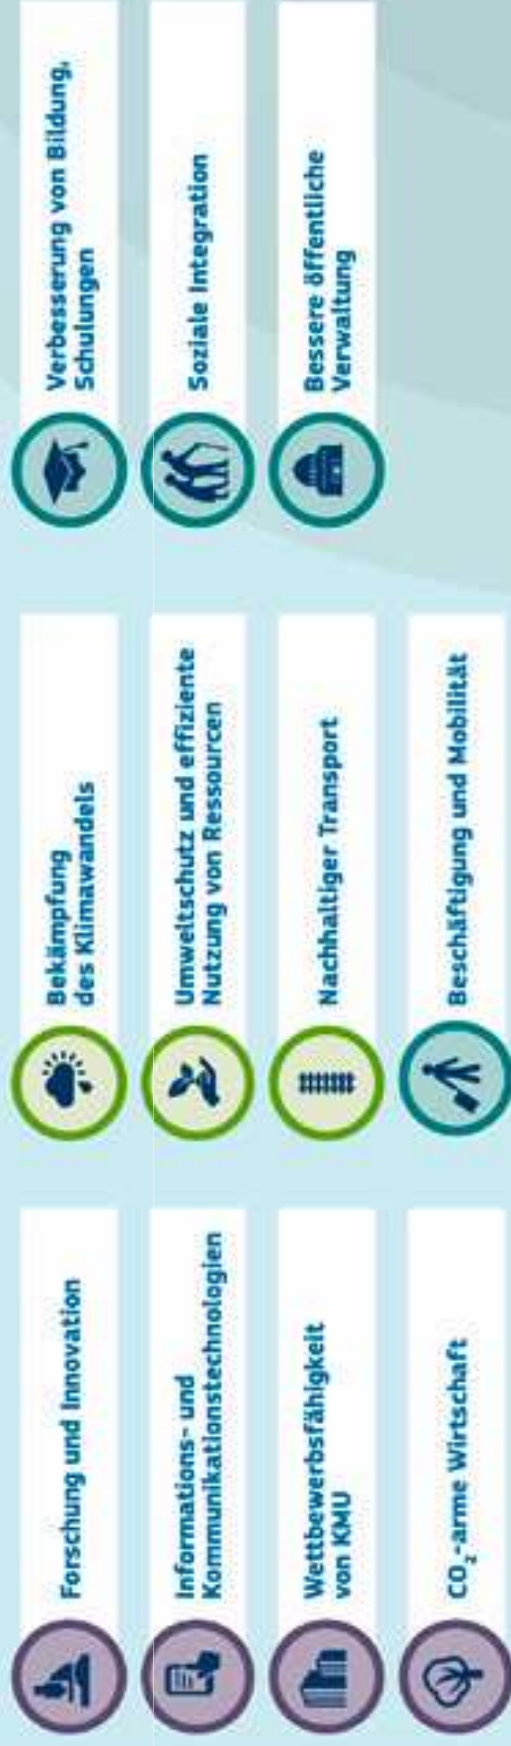 Forschung und Innovation
Informations- und
Kommunikationstechnologien
Wettbewerbsfähigkeit
von KMU
CO₂-arme Wirtschaft
Bekämpfung
des Klimawandels
Umweltschutz und effiziente
Nutzung von Ressourcen
Nachhaltiger Transport
Beschäftigung und Mobilität
Verbesserung von Bildung,
Schulungen
Soziale Integration
Bessere öffentliche
Verwaltung